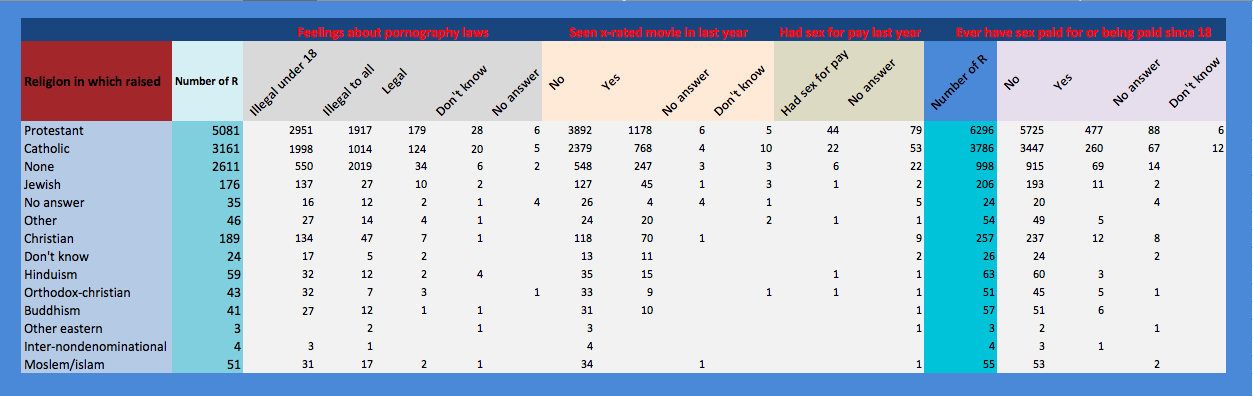 Feelings about pornography laws Seen x-rated movie in last year Had sex for pay last year Ever have sex paid for or being paid since 18
Religion in which raised Number of R Illegal under 18 Illegal to all Legal Don't know No answer No Yes No answer Don't know Had sex for pay No answer Number of R No Yes No answer Don't know
Protestant 5081 2951 1917 179 28 6 3892 1178 6 5 44 79 6296 5725 477 88 6
Catholic 3161 1998 1014 124 20 5 2379 768 4 10 22 53 3786 3447 260 67 12
None 2611 550 2019 34 6 2 548 247 3 3 6 22 998 915 69 14
Jewish 176 137 27 10 2 127 45 1 3 1 2 206 193 11 2
No answer 35 16 12 2 1 4 26 4 4 1 5 24 20 4
Other 46 27 14 4 1 24 20 2 1 1 54 49 5
Christian 189 134 47 7 1 118 70 1 9 257 237 12 8
Don't know 24 17 5 2 13 11 2 26 24 2
Hinduism 59 32 12 2 4 35 15 1 1 63 60 3
Orthodox-christian 43 32 7 3 1 33 9 1 1 1 51 45 5 1
Buddhism 41 27 12 1 1 31 10 1 57 51 6
Other eastern 3 2 1 3 1 3 2 1
Inter-nondenominational 4 3 1 4 4 3 1
Moslem/islam 51 31 17 2 1 34 1 1 55 53 2